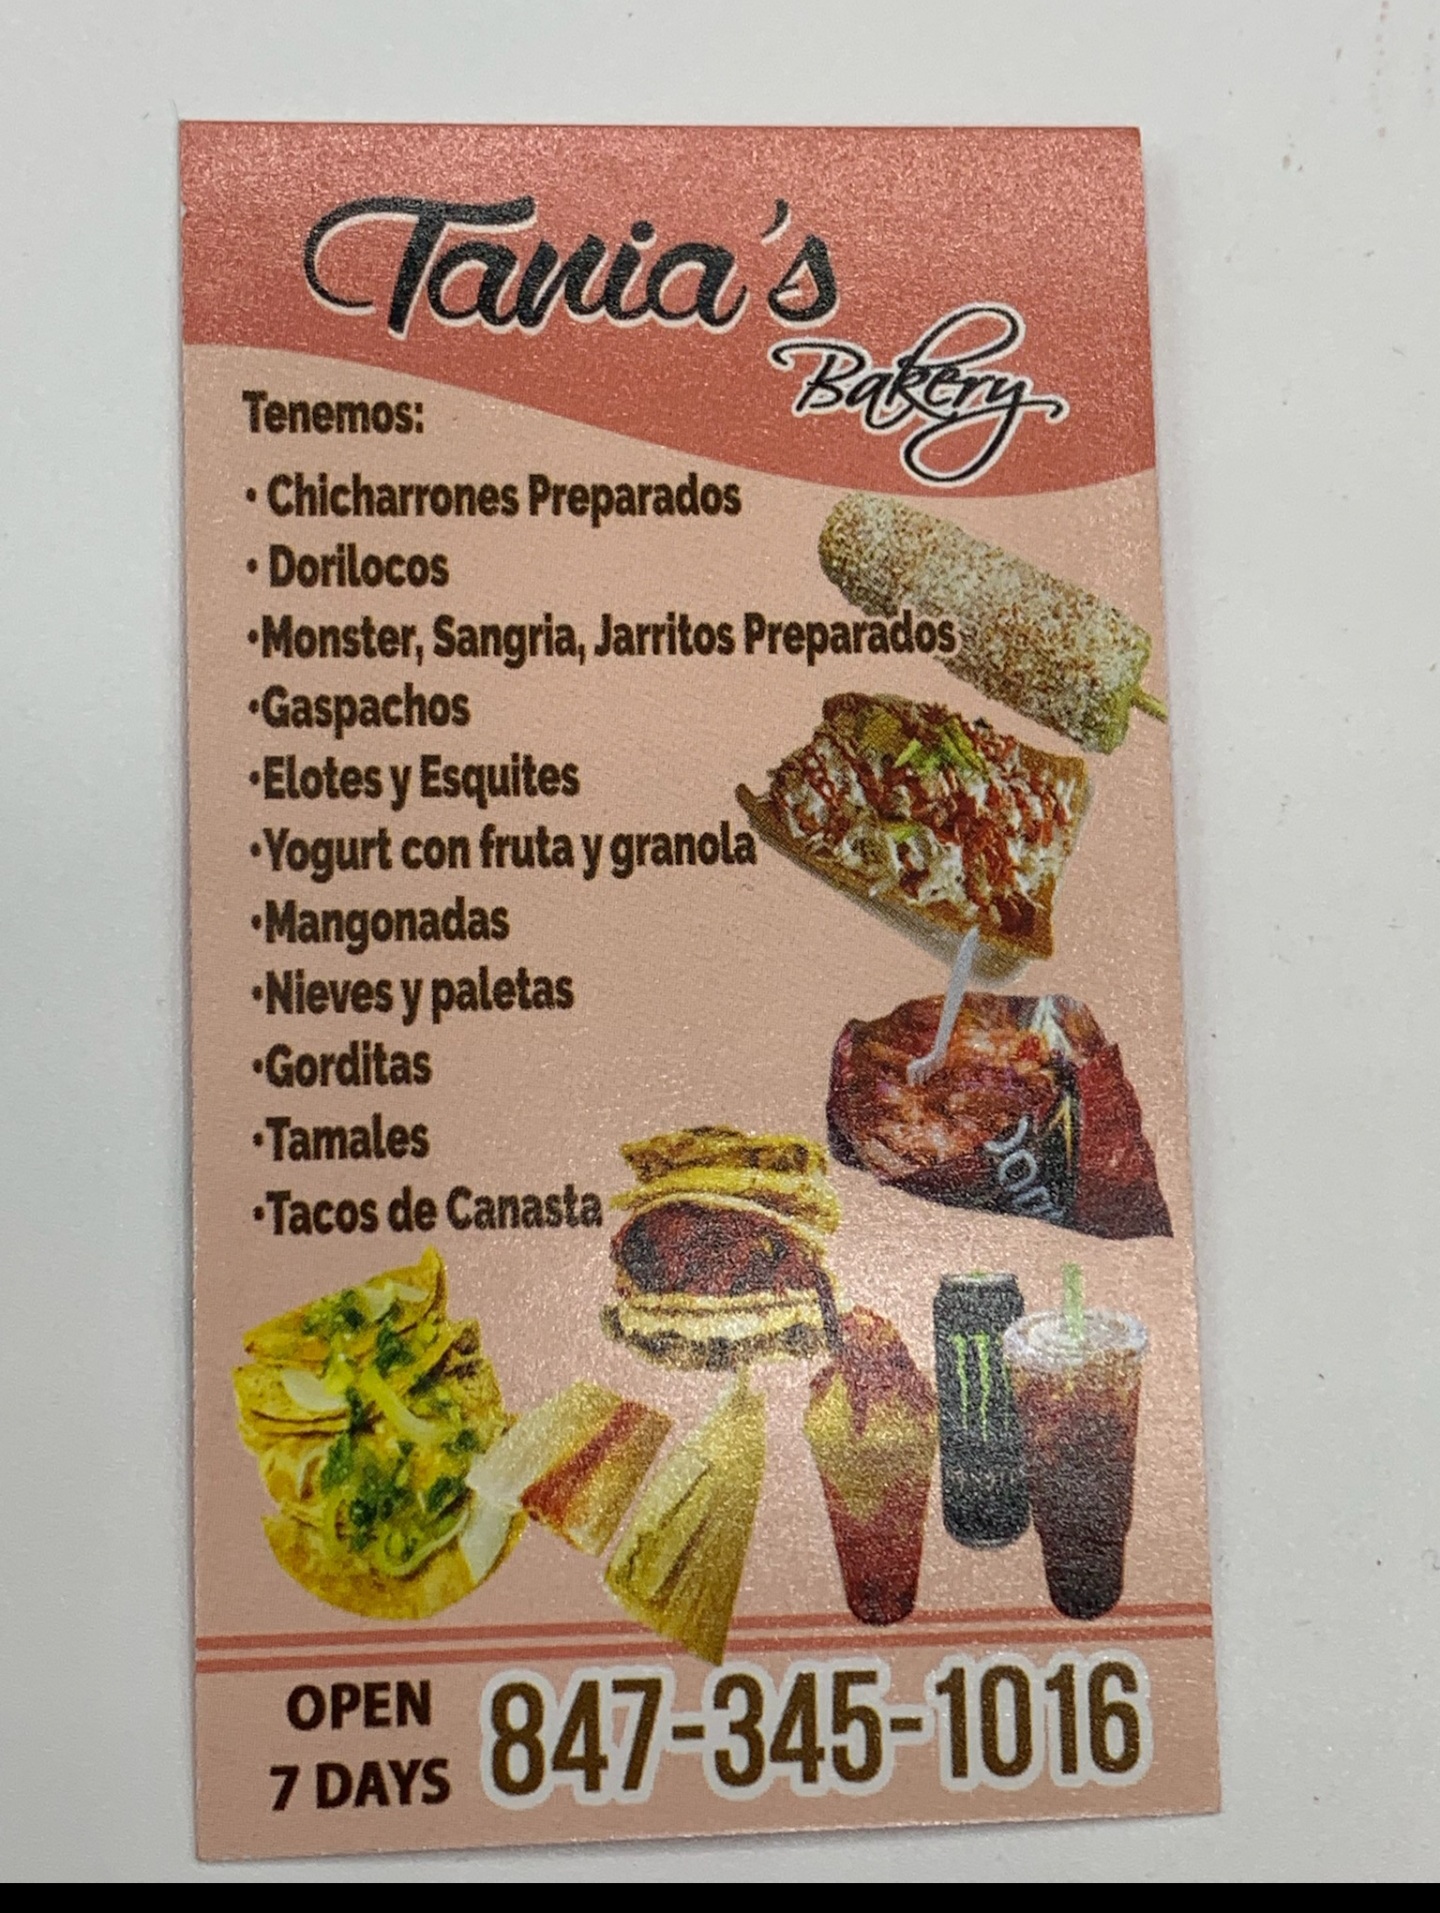 Tania's
Bakery
Tenemos:
• Chicharrones Preparados
• Dorilocos
•Monster, Sangria, Jarritos Preparados
•Gaspachos
•Elotes y Esquites
•Yogurt con fruta y granola
•Mangonadas
•Nieves y paletas
•Gorditas
•Tamales
•Tacos de Canasta
OPEN
7 DAYS
847-345-1016